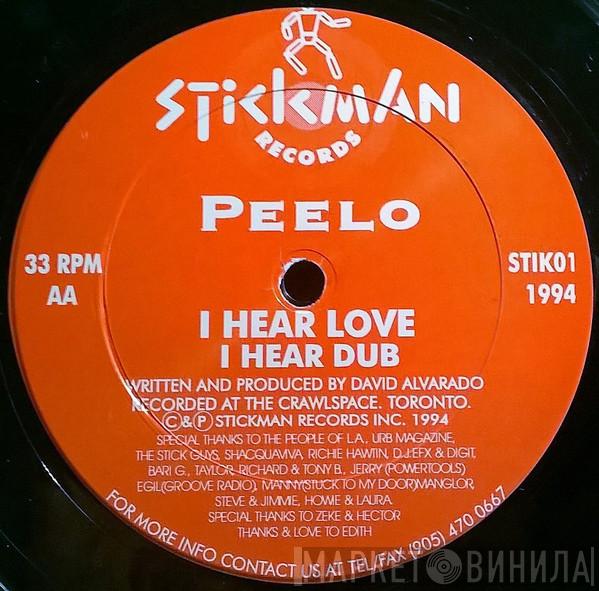 STICKMAN
RECORDS
PEELO
33 RPM
AA
STIK01
1994
I HEAR LOVE
I HEAR DUB
WRITTEN AND PRODUCED BY DAVID ALVARADO
RECORDED AT THE CRAWLSPACE. TORONTO.
©&℗ STICKMAN RECORDS INC. 1994
SPECIAL THANKS TO THE PEOPLE OF L.A., URB MAGAZINE,
THE STICK GUYS, SHACQUAVIVA, RICHIE HAWTIN, DJ:EFX & DIGIT,
BARI G., TAYLOR, RICHARD & TONY B., JERRY (POWERTOOLS)
EGIL(GROOVE RADIO), MANNY(STUCK TO MY DOOR)MANGLOR,
STEVE & JIMMIE, HOWIE & LAURA.
SPECIAL THANKS TO ZEKE & HECTOR
THANKS & LOVE TO EDITH
FOR MORE INFO CONTACT US AT TEL/FAX (905) 470 0667
МАРКЕТ ВИНИЛА